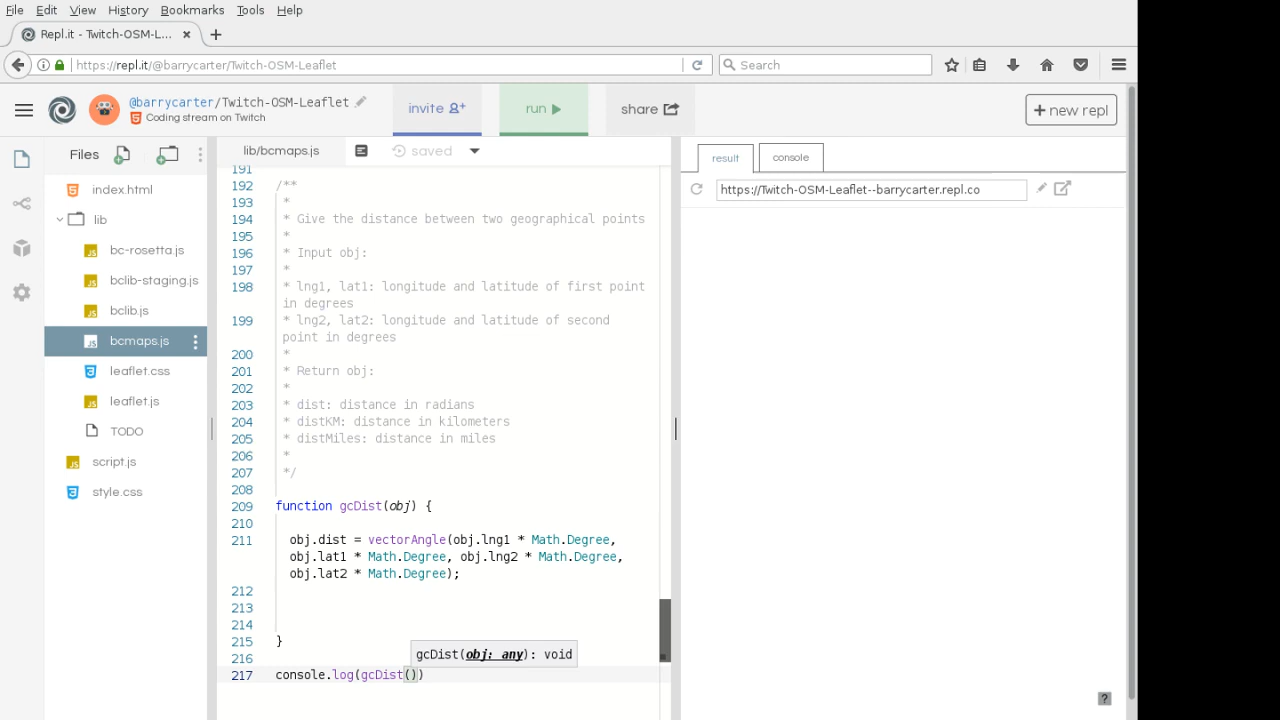 File Edit View History Bookmarks Tools Help
Repl.it - Twitch-OSM-L...
https://repl.it/@barrycarter/Twitch-OSM-Leaflet
Search
@barrycarter/Twitch-OSM-Leaflet
Coding stream on Twitch
invite
run
share
+ new repl
Files
lib/bcmaps.js
saved
result
console
https://Twitch-OSM-Leaflet--barrycarter.repl.co
index.html
lib
bc-rosetta.js
bclib-staging.js
bclib.js
bcmaps.js
leaflet.css
leaflet.js
TODO
script.js
style.css
191
192 /**
193 *
194 * Give the distance between two geographical points
195 *
196 * Input obj:
197 *
198 * lng1, lat1: longitude and latitude of first point
in degrees
199 * lng2, lat2: longitude and latitude of second
point in degrees
200 *
201 * Return obj:
202 *
203 * dist: distance in radians
204 * distKM: distance in kilometers
205 * distMiles: distance in miles
206 *
207 */
208
209 function gcDist(obj) {
210
211 obj.dist = vectorAngle(obj.lng1 * Math.Degree,
obj.lat1 * Math.Degree, obj.lng2 * Math.Degree,
obj.lat2 * Math.Degree);
212
213
214
215 }
gcDist(obj: any): void
216
217 console.log(gcDist())
?